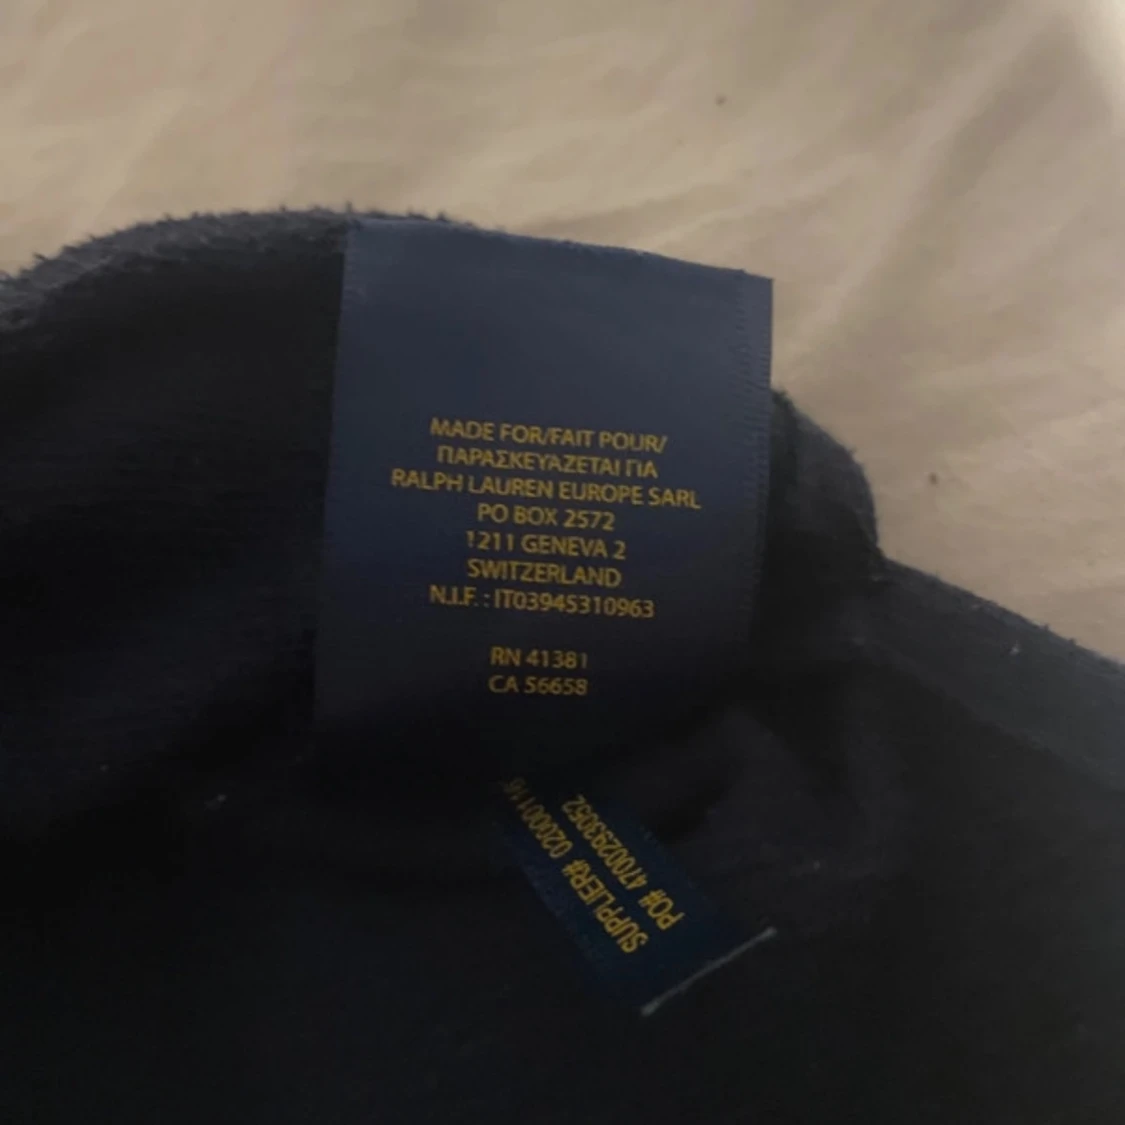 MADE FOR/FAIT POUR/
ΠΑΡΑΣΚΕΥΑΖΕΤΑΙ ΓΙΑ
RALPH LAUREN EUROPE SARL
PO BOX 2572
1211 GENEVA 2
SWITZERLAND
N.I.F. : IT03945310963
RN 41381
CA 56658
SUPPLIER#
PO# 4700293052